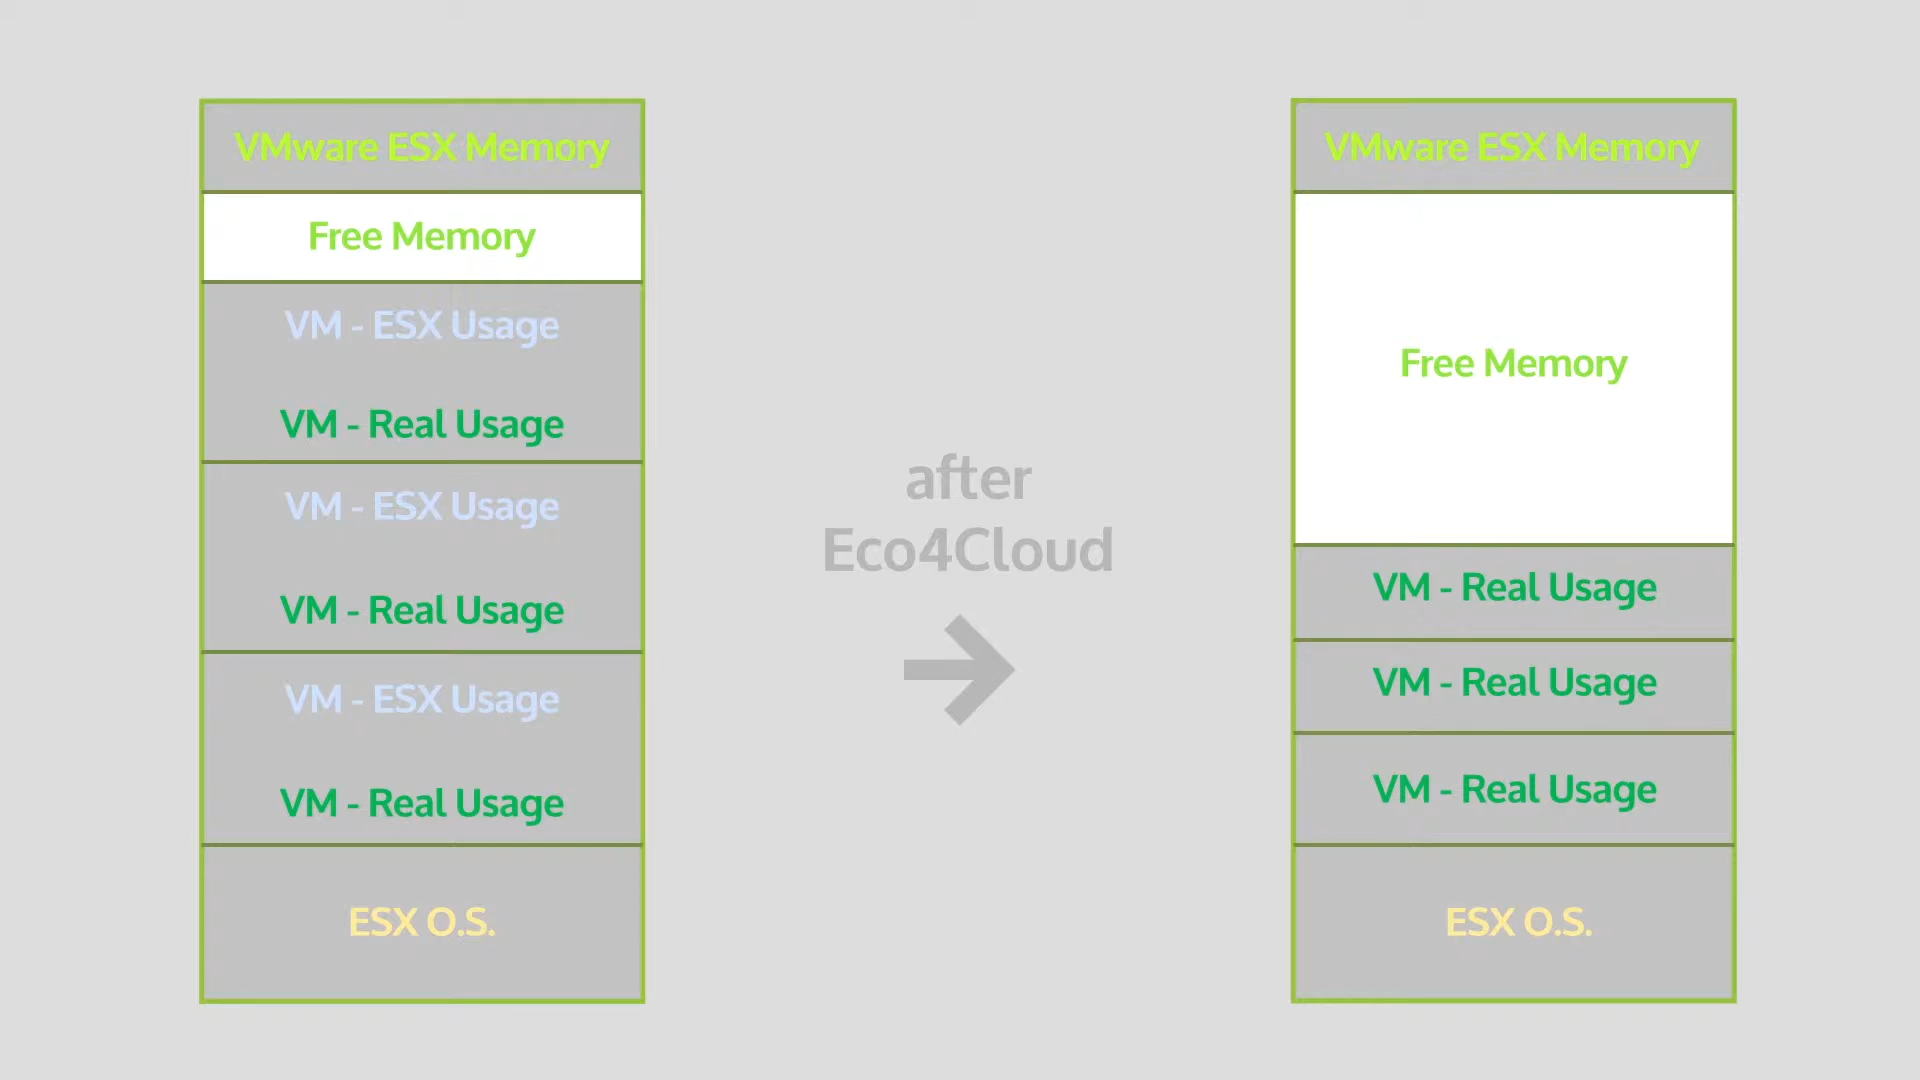 VMware ESX Memory
Free Memory
VM - ESX Usage
VM - Real Usage
VM - ESX Usage
VM - Real Usage
VM - ESX Usage
VM - Real Usage
ESX O.S.
after
Eco4Cloud
VMware ESX Memory
Free Memory
VM - Real Usage
VM - Real Usage
VM - Real Usage
ESX O.S.